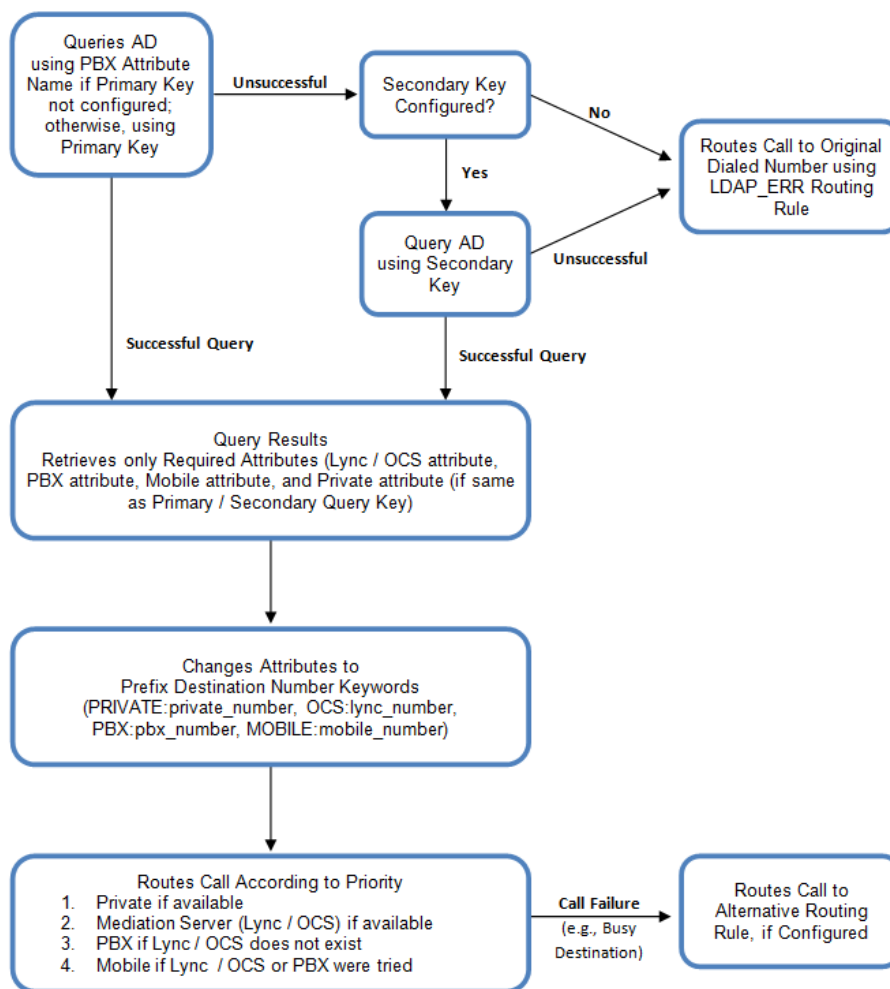 Queries AD
using PBX Attribute
Name if Primary Key
not configured;
otherwise, using
Primary Key
Unsuccessful
Secondary Key
Configured?
No
Routes Call to Original
Dialed Number using
LDAP_ERR Routing
Rule
Yes
Query AD
using Secondary
Key
Unsuccessful
Successful Query
Successful Query
Query Results
Retrieves only Required Attributes (Lync / OCS attribute,
PBX attribute, Mobile attribute, and Private attribute (if same
as Primary / Secondary Query Key)
Changes Attributes to
Prefix Destination Number Keywords
(PRIVATE:private_number, OCS:lync_number,
PBX:pbx_number, MOBILE:mobile_number)
Routes Call According to Priority
1. Private if available
2. Mediation Server (Lync / OCS) if available
3. PBX if Lync / OCS does not exist
4. Mobile if Lync / OCS or PBX were tried
Call Failure
(e.g., Busy
Destination)
Routes Call to
Alternative Routing
Rule, if Configured